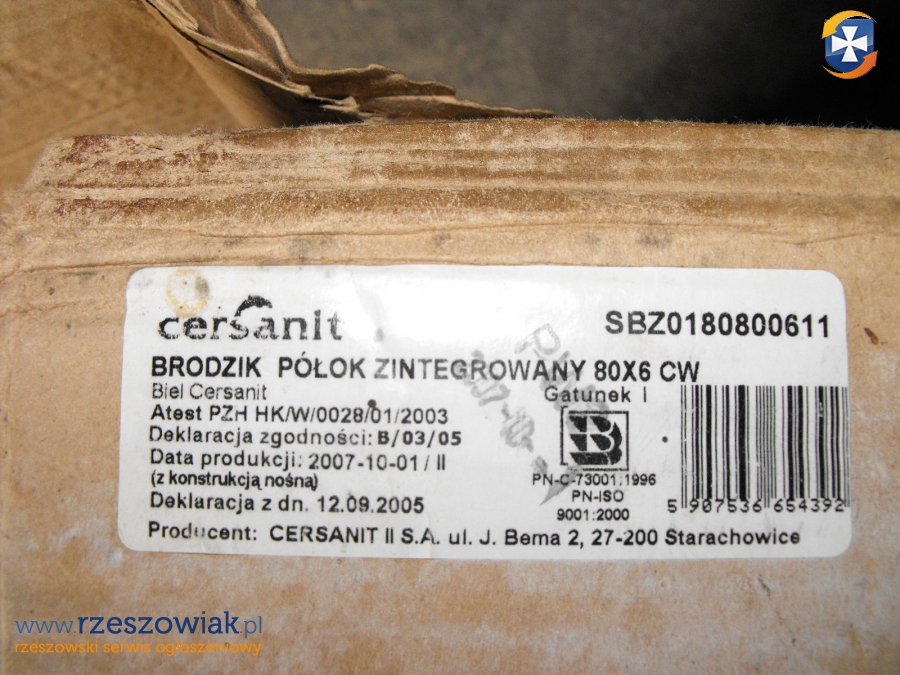 cersanit
SBZ0180800611
BRODZIK PÓŁOK ZINTEGROWANY 80X6 CW
Biel Cersanit
Gatunek I
Atest PZH HK/W/0028/01/2003
Deklaracja zgodności: B/03/05
Data produkcji: 2007-10-01/ II
(z konstrukcją nośną)
Deklaracja z dn. 12.09.2005
B
PN-C-73001:1996
PN-ISO
9001:2000
5 907536 654392
Producent: CERSANIT II S.A. ul. J. Bema 2, 27-200 Starachowice
www.rzeszowiak.pl
rzeszowski serwis ogłoszeniowy